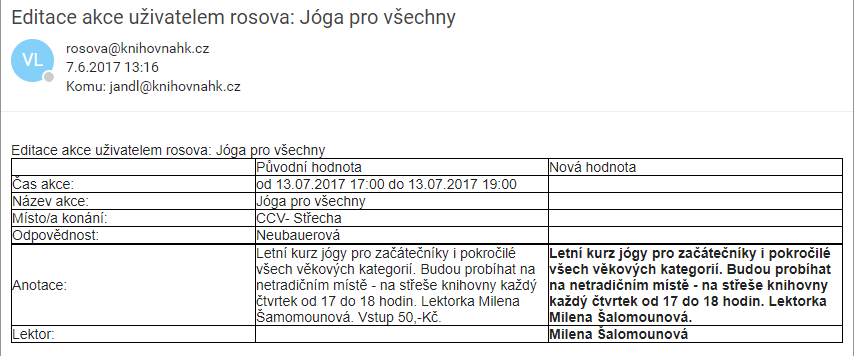 Editace akce uživatelem rosova: Jóga pro všechny
VL
rosova@knihovnahk.cz
7.6.2017 13:16
Komu: jandl@knihovnahk.cz
Editace akce uživatelem rosova: Jóga pro všechny
Původní hodnota
Nová hodnota
Čas akce:
od 13.07.2017 17:00 do 13.07.2017 19:00
Název akce:
Jóga pro všechny
Místo/a konání:
CCV- Střecha
Odpovědnost:
Neubauerová
Anotace:
Letní kurz jógy pro začátečníky i pokročilé
všech věkových kategorií. Budou probíhat na
netradičním místě - na střeše knihovny každý
čtvrtek od 17 do 18 hodin. Lektorka Milena
Šamomounová. Vstup 50,-Kč.
Letní kurz jógy pro začátečníky i pokročilé
všech věkových kategorií. Budou probíhat
na netradičním místě - na střeše knihovny
každý čtvrtek od 17 do 18 hodin. Lektorka
Milena Šalomounová.
Lektor:
Milena Šalomounová